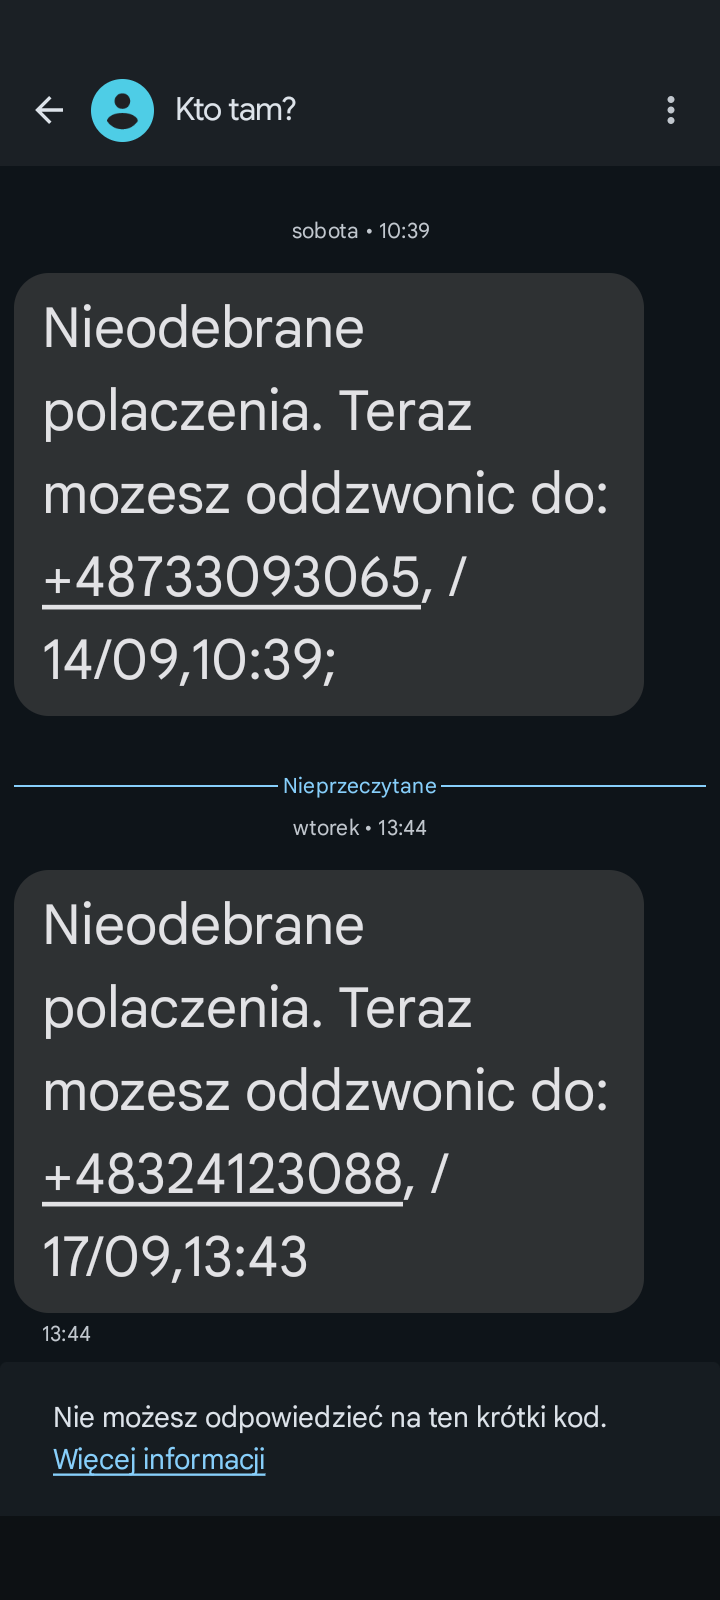 Kto tam?
sobota • 10:39
Nieodebrane
polaczenia. Teraz
mozesz oddzwonic do:
+48733093065, /
14/09,10:39;
Nieprzeczytane
wtorek • 13:44
Nieodebrane
polaczenia. Teraz
mozesz oddzwonic do:
+48324123088, /
17/09,13:43
13:44
Nie możesz odpowiedzieć na ten krótki kod.
Więcej informacji